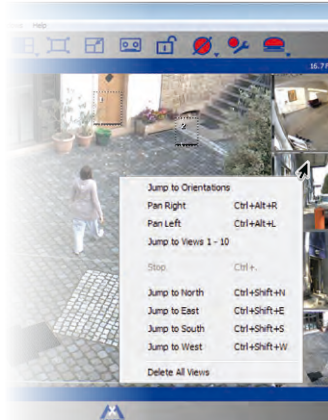 Help
16.7 F
2
Jump to Orientations
Pan Right Ctrl+Alt+R
Pan Left Ctrl+Alt+L
Jump to Views 1 - 10
Stop Ctrl+.
Jump to North Ctrl+Shift+N
Jump to East Ctrl+Shift+E
Jump to South Ctrl+Shift+S
Jump to West Ctrl+Shift+W
Delete All Views